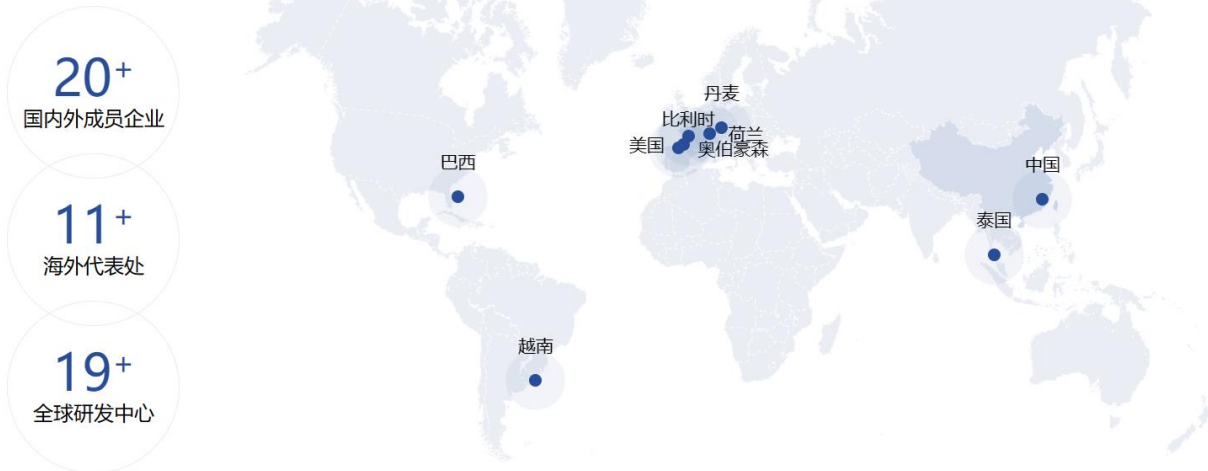 20+
国内外成员企业
11+
海外代表处
19+
全球研发中心
丹麦
比利时
荷兰
美国
奥伯豪森
巴西
中国
泰国
越南